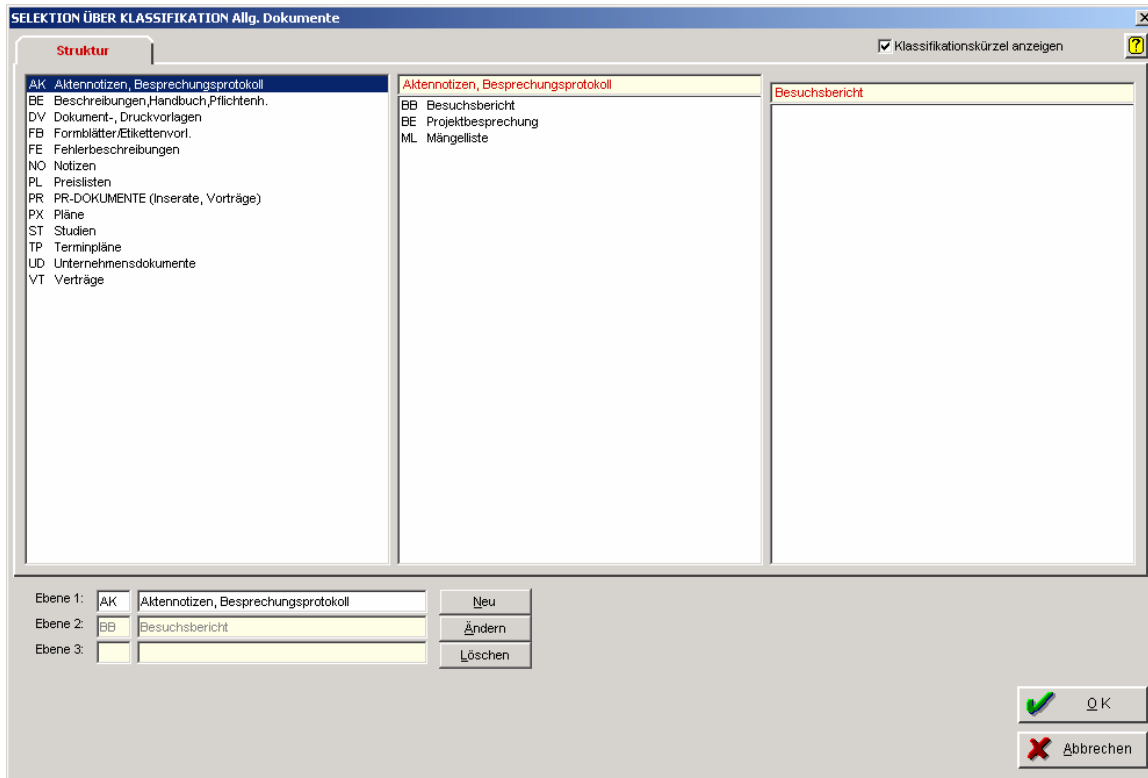 SELEKTION ÜBER KLASSIFIKATION Allg. Dokumente
Struktur
Klassifikationskürzel anzeigen
?
AK Aktennotizen, Besprechungsprotokoll
BE Beschreibungen,Handbuch,Pflichtenh.
DV Dokument-, Druckvorlagen
FB Formblätter/Etikettenvorl.
FE Fehlerbeschreibungen
NO Notizen
PL Preislisten
PR PR-DOKUMENTE (Inserate, Vorträge)
PX Pläne
ST Studien
TP Terminpläne
UD Unternehmensdokumente
VT Verträge
Aktennotizen, Besprechungsprotokoll
BB Besuchsbericht
BE Projektbesprechung
ML Mängelliste
Besuchsbericht
Ebene 1: AK Aktennotizen, Besprechungsprotokoll
Ebene 2: BB Besuchsbericht
Ebene 3:
Neu
Ändern
Löschen
OK
Abbrechen